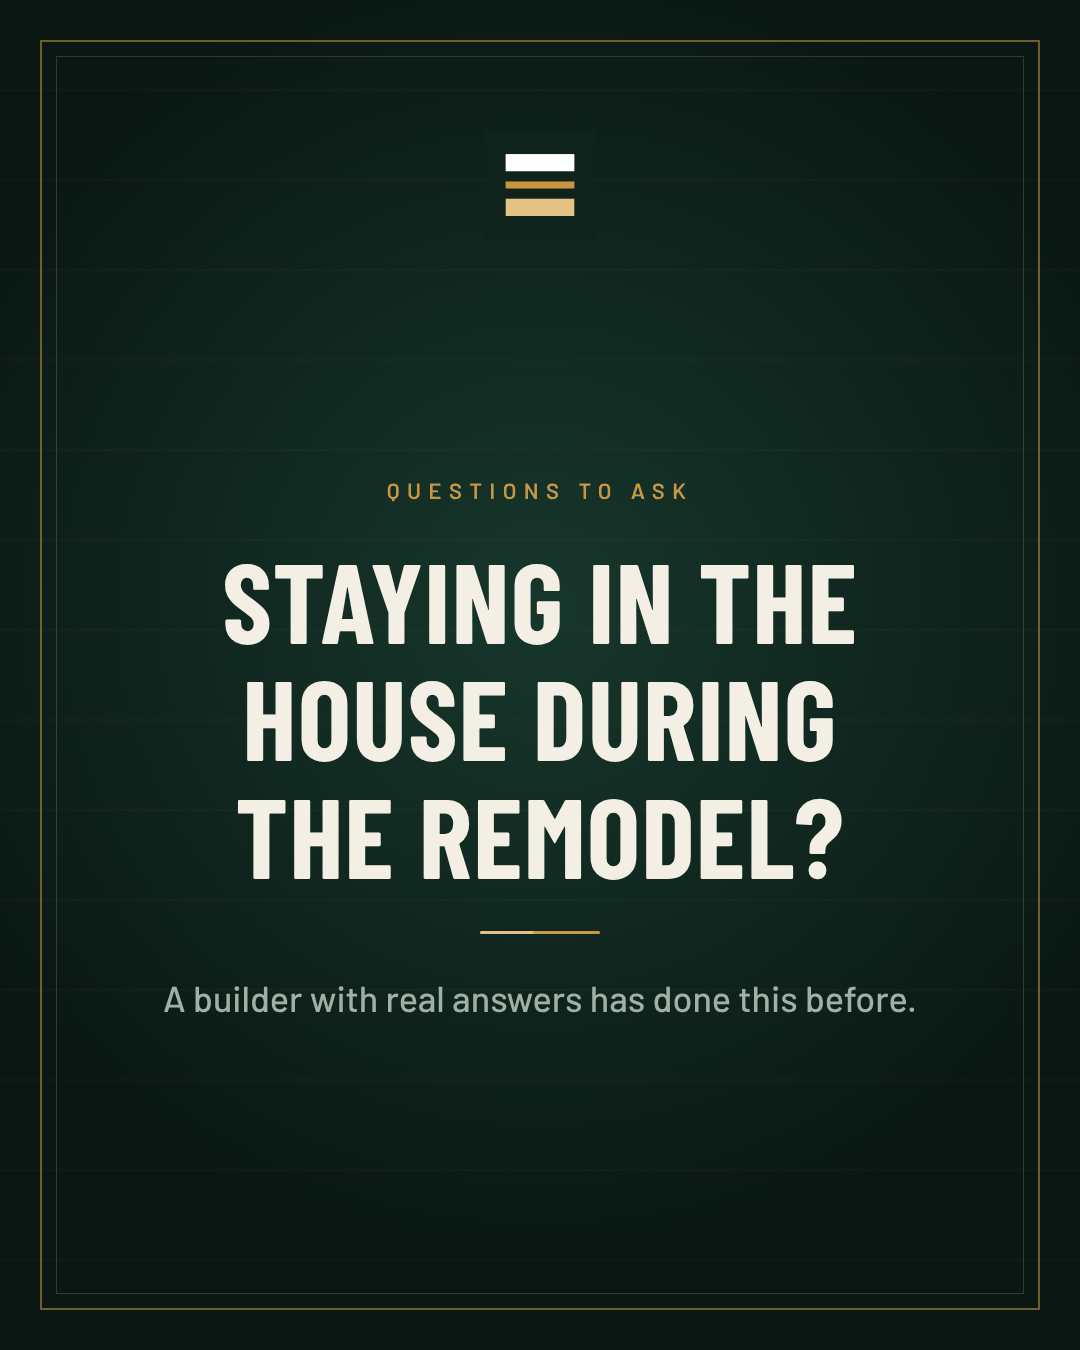 QUESTIONS TO ASK
STAYING IN THE
HOUSE DURING
THE REMODEL?
A builder with real answers has done this before.